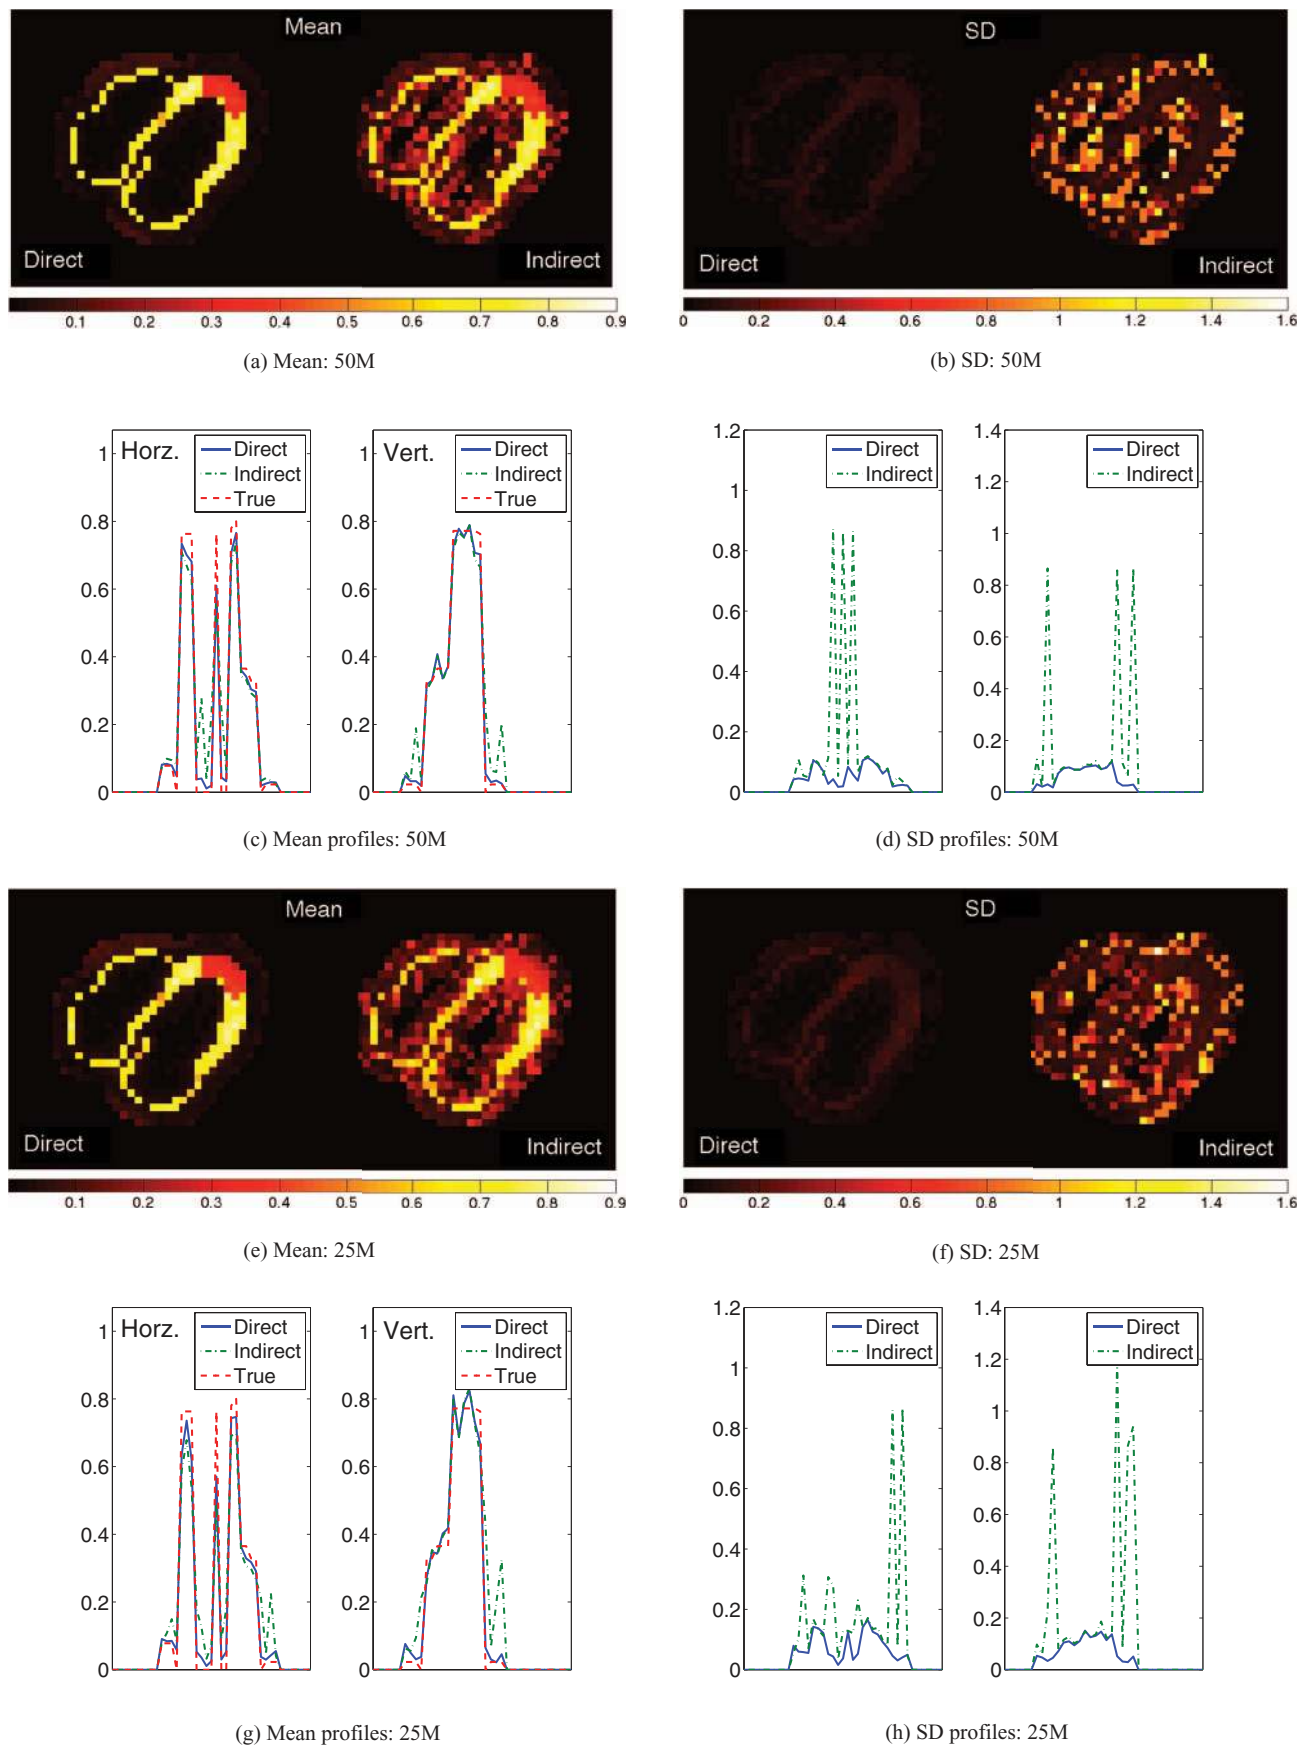 Mean
Direct
Indirect
0.1 0.2 0.3 0.4 0.5 0.6 0.7 0.8 0.9
(a) Mean: 50M
SD
Direct
Indirect
0 0.2 0.4 0.6 0.8 1 1.2 1.4 1.6
(b) SD: 50M
Horz.
Direct
Indirect
True
1
0.8
0.6
0.4
0.2
0
Vert.
Direct
Indirect
True
1
0.8
0.6
0.4
0.2
0
(c) Mean profiles: 50M
Direct
Indirect
1.2
1
0.8
0.6
0.4
0.2
0
Direct
Indirect
1.4
1.2
1
0.8
0.6
0.4
0.2
0
(d) SD profiles: 50M
Mean
Direct
Indirect
0.1 0.2 0.3 0.4 0.5 0.6 0.7 0.8 0.9
(e) Mean: 25M
SD
Direct
Indirect
0 0.2 0.4 0.6 0.8 1 1.2 1.4 1.6
(f) SD: 25M
Horz.
Direct
Indirect
True
1
0.8
0.6
0.4
0.2
0
Vert.
Direct
Indirect
True
1
0.8
0.6
0.4
0.2
0
(g) Mean profiles: 25M
Direct
Indirect
1.2
1
0.8
0.6
0.4
0.2
0
Direct
Indirect
1.4
1.2
1
0.8
0.6
0.4
0.2
0
(h) SD profiles: 25M